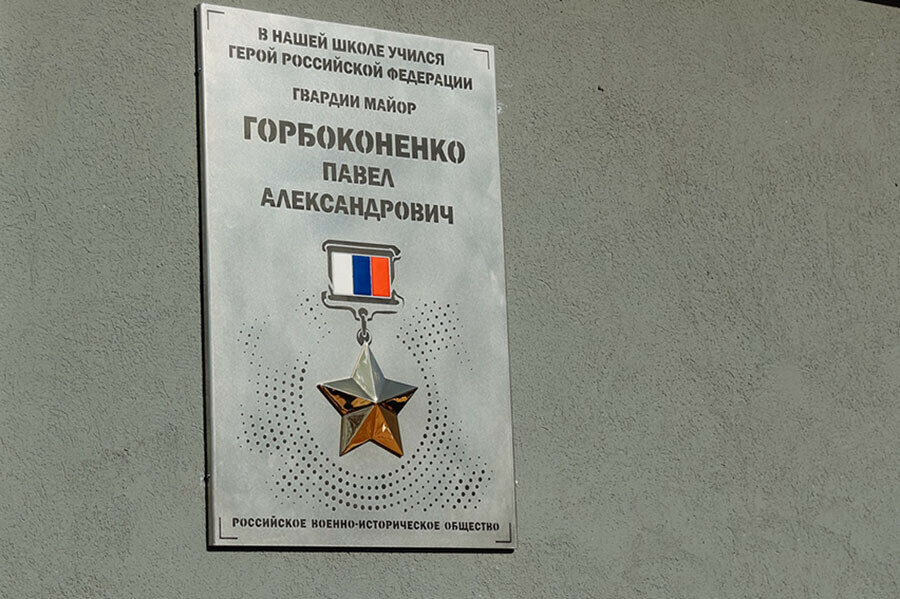 В НАШЕЙ ШКОЛЕ УЧИЛСЯ
ГЕРОЙ РОССИЙСКОЙ ФЕДЕРАЦИИ
ГВАРДИИ МАЙОР
ГОРБОКОНЕНКО
ПАВЕЛ
АЛЕКСАНДРОВИЧ
РОССИЙСКОЕ ВОЕННО-ИСТОРИЧЕСКОЕ ОБЩЕСТВО